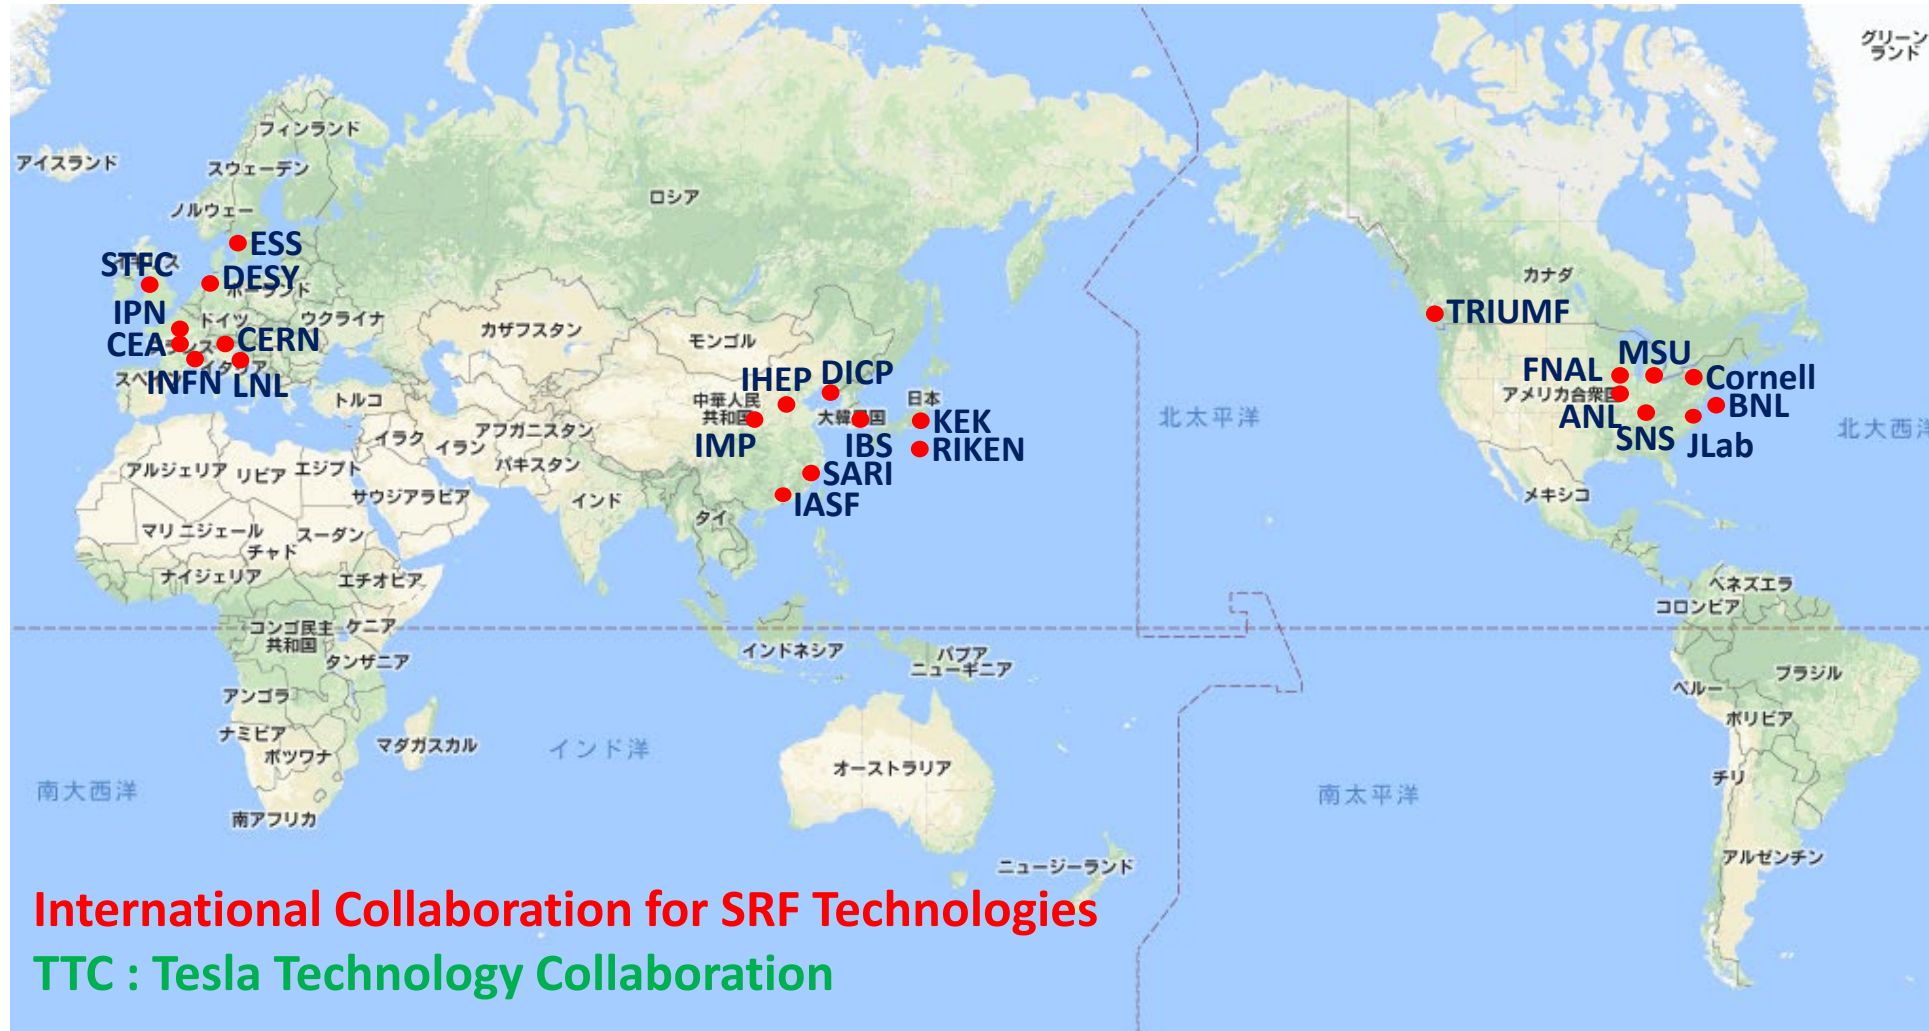 グリーン
ランド
フィンランド
アイスランド
スウェーデン
ロシア
ノルウェー
ESS
STFC
DESY
カナダ
IPN
ドイツ
ウクライナ
TRIUMF
CEA
CERN
カザフスタン
モンゴル
MSU
INFN
LNL
IHEP
DICP
FNAL
Cornell
トルコ
中華人民
共和国
日本
アメリカ合衆国
BNL
IMP
大韓民国
KEK
北太平洋
ANL
北大西洋
イラク
イラン
アフガニスタン
IBS
RIKEN
SNS
JLab
アルジェリア
リビア
エジプト
パキスタン
SARI
サウジアラビア
インド
IASF
メキシコ
タイ
マリ
ニジェール
スーダン
チャド
ナイジェリア
エチオピア
ベネズエラ
コロンビア
コンゴ民主
共和国
ケニア
タンザニア
インドネシア
パプア
ニューギニア
ブラジル
ペルー
アンゴラ
ボリビア
ナミビア
ボツワナ
マダガスカル
インド洋
オーストラリア
チリ
南大西洋
南太平洋
南アフリカ
ニュージーランド
アルゼンチン
International Collaboration for SRF Technologies
TTC : Tesla Technology Collaboration